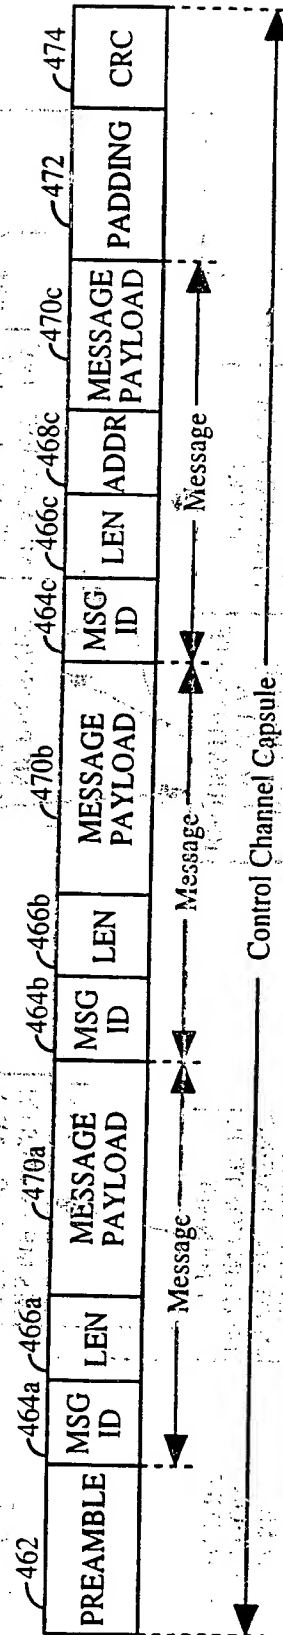 462 464a 466a 470a 464b 466b 470b 464c 466c 468c 470c 472 474
PREAMBLE
MSG
ID
LEN
MESSAGE
PAYLOAD
MSG
ID
LEN
MESSAGE
PAYLOAD
MSG
ID
LEN
ADDR
MESSAGE
PAYLOAD
PADDING
CRC
Message
Message
Message
Control Channel Capsule